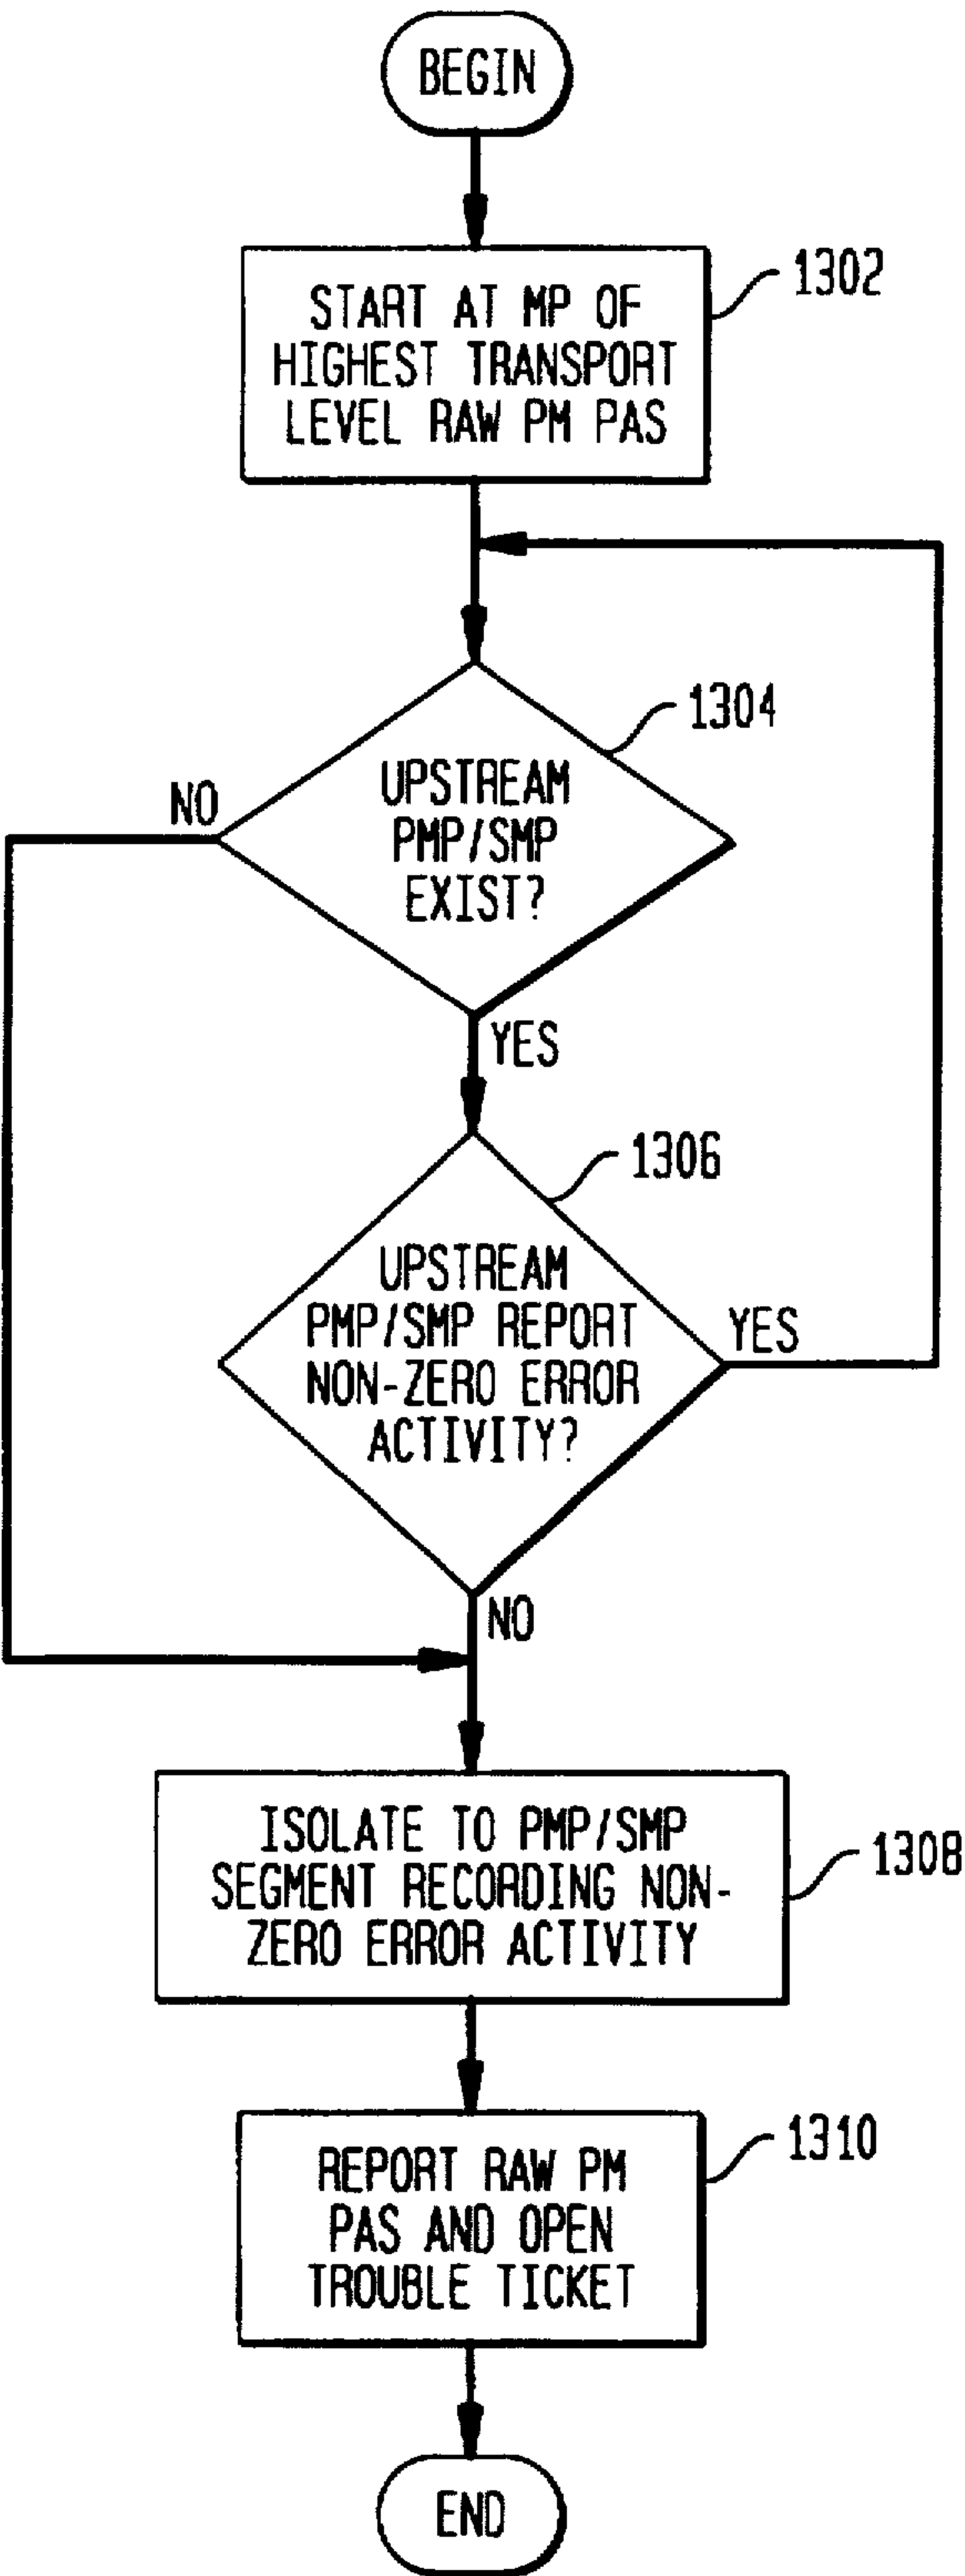 BEGIN
1302
START AT MP OF
HIGHEST TRANSPORT
LEVEL RAW PM PAS
1304
UPSTREAM
PMP/SMP
EXIST?
NO
YES
1306
UPSTREAM
PMP/SMP REPORT
NON-ZERO ERROR
ACTIVITY?
YES
NO
1308
ISOLATE TO PMP/SMP
SEGMENT RECORDING NON-
ZERO ERROR ACTIVITY
1310
REPORT RAW PM
PAS AND OPEN
TROUBLE TICKET
END